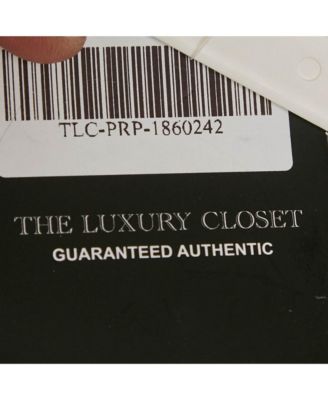 TLC-PRP-1860242
THE LUXURY CLOSET
GUARANTEED AUTHENTIC